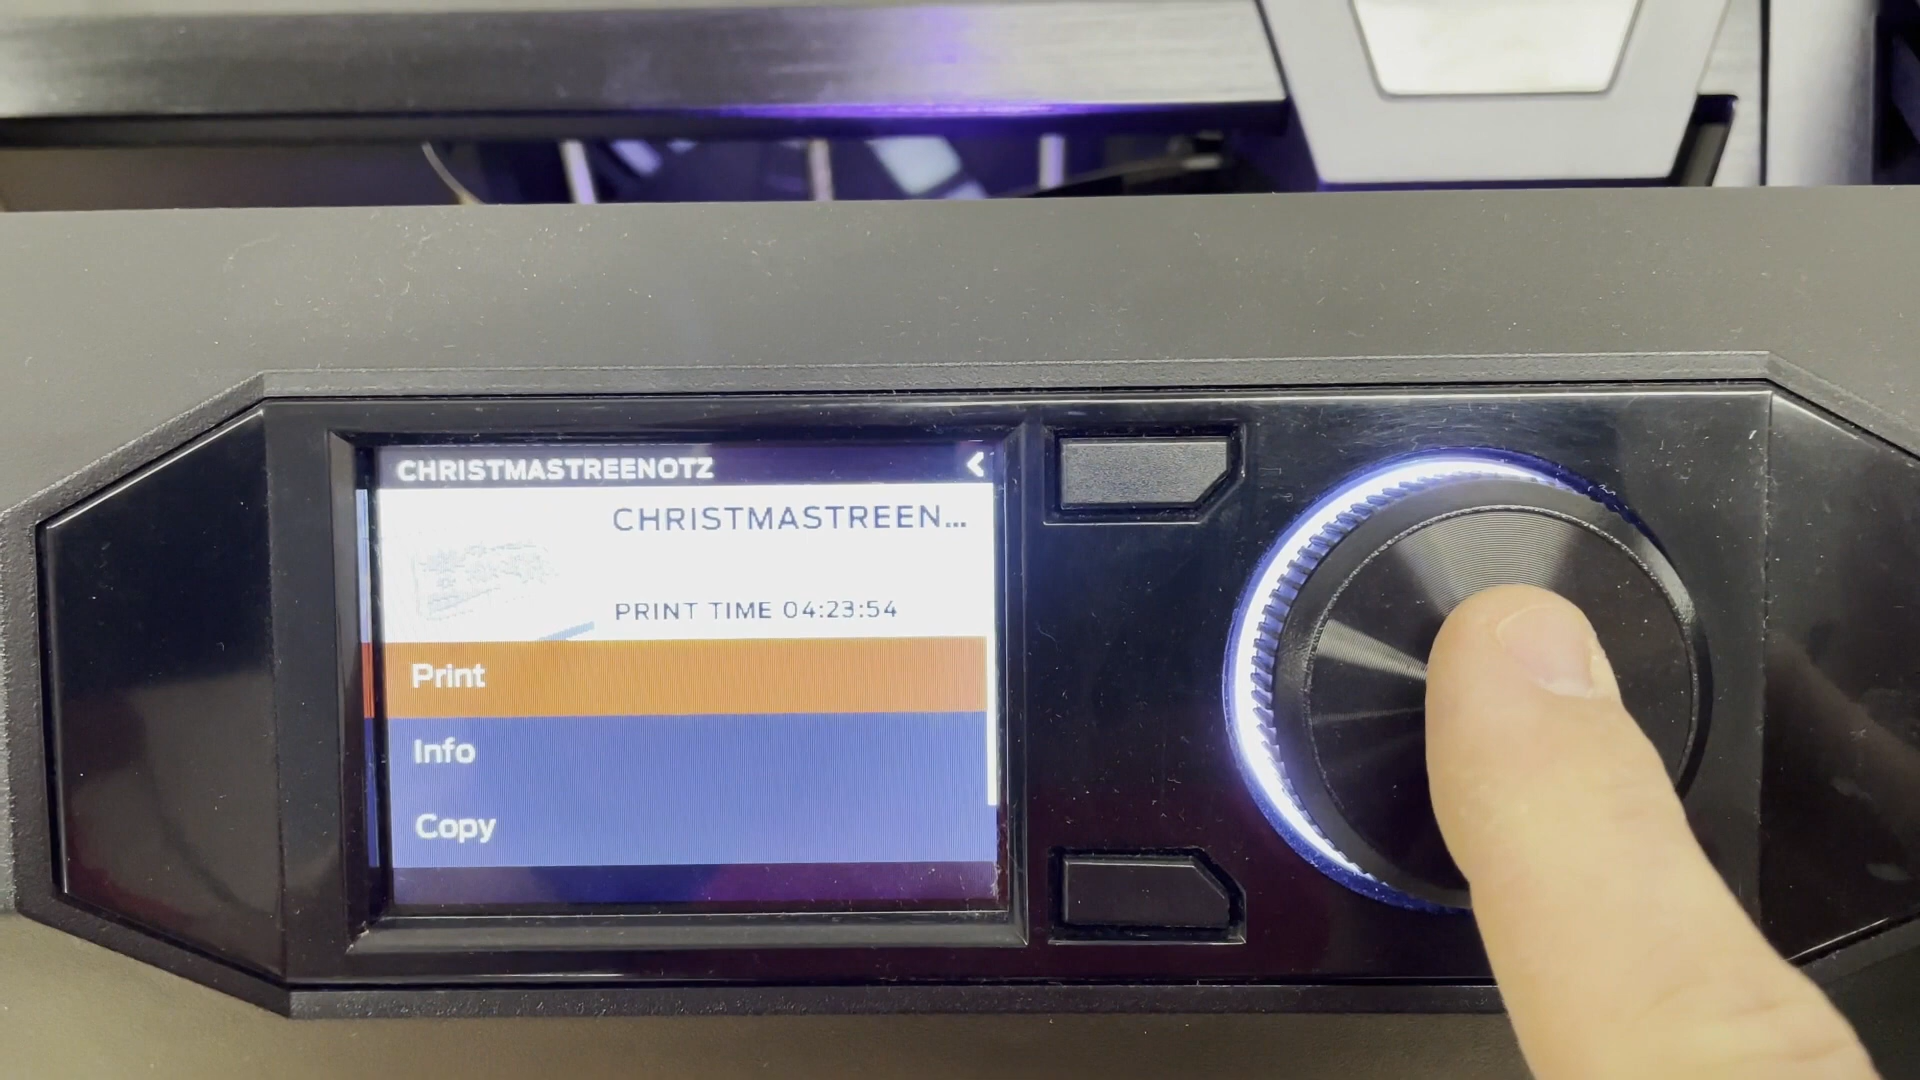 CHRISTMASTREENOTZ
CHRISTMASTREEN...
PRINT TIME 04:23:54
Print
Info
Copy